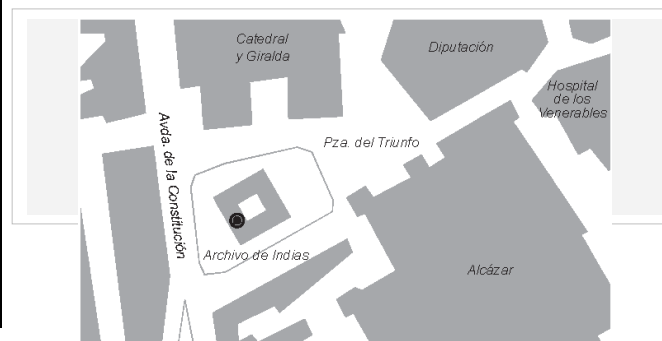 Catedral
y Giralda
Diputación
Hospital
de los
Venerables
Pza. del Triunfo
Avda. de la Constitución
Archivo de Indias
Alcázar